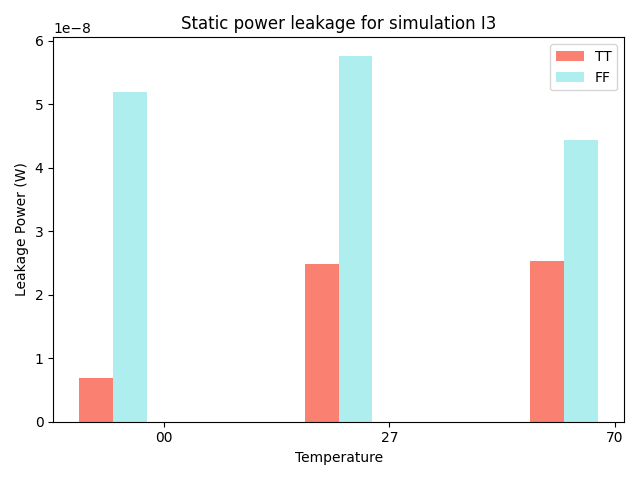 Static power leakage for simulation I3
1e−8
6
5
4
3
2
1
0
Leakage Power (W)
TT
FF
00
27
70
Temperature